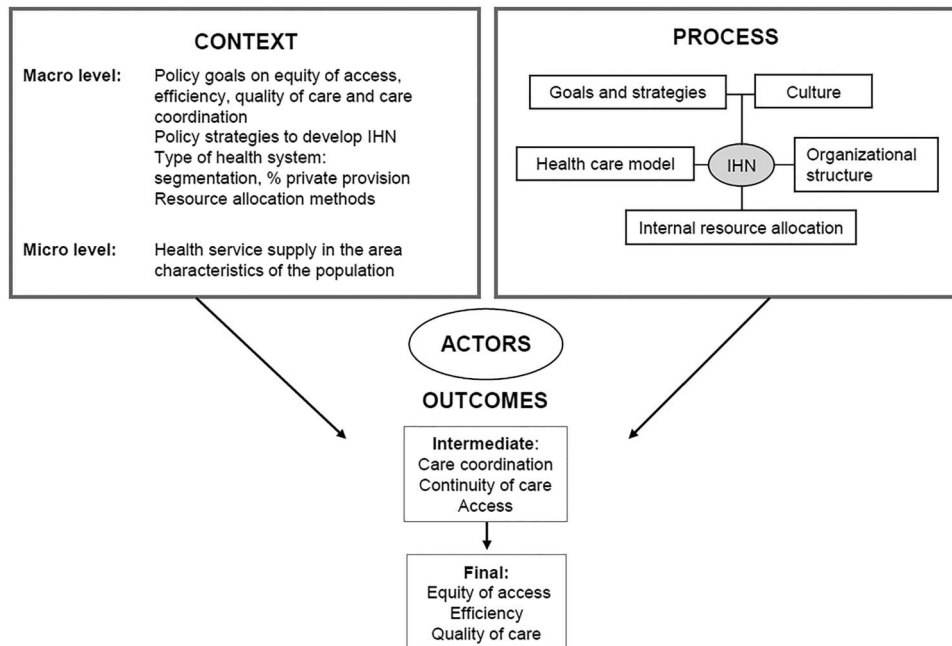 CONTEXT
Macro level: Policy goals on equity of access,
efficiency, quality of care and care
coordination
Policy strategies to develop IHN
Type of health system:
segmentation, % private provision
Resource allocation methods
Micro level: Health service supply in the area
characteristics of the population
PROCESS
Goals and strategies
Culture
Health care model
IHN
Organizational
structure
Internal resource allocation
ACTORS
OUTCOMES
Intermediate:
Care coordination
Continuity of care
Access
Final:
Equity of access
Efficiency
Quality of care